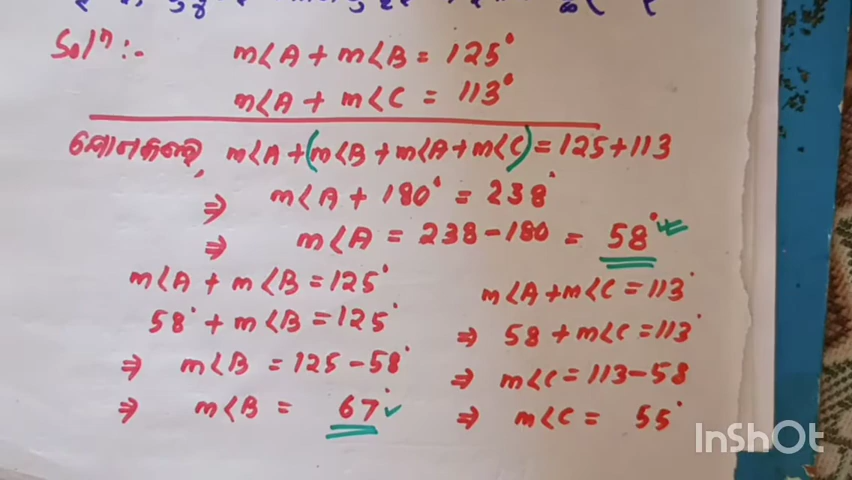 Solⁿ :-
m<A + m<B = 125°
m<A + m<C = 113°
ଯୋଗକଲେ, m<A + (m<B + m<A + m<C) = 125 + 113
⇒ m<A + 180° = 238°
⇒ m<A = 238 - 180 = 58°
m<A + m<B = 125°
58° + m<B = 125°
⇒ m<B = 125 - 58°
⇒ m<B = 67°
m<A + m<C = 113°
⇒ 58 + m<C = 113°
⇒ m<C = 113 - 58
⇒ m<C = 55°
InShOt